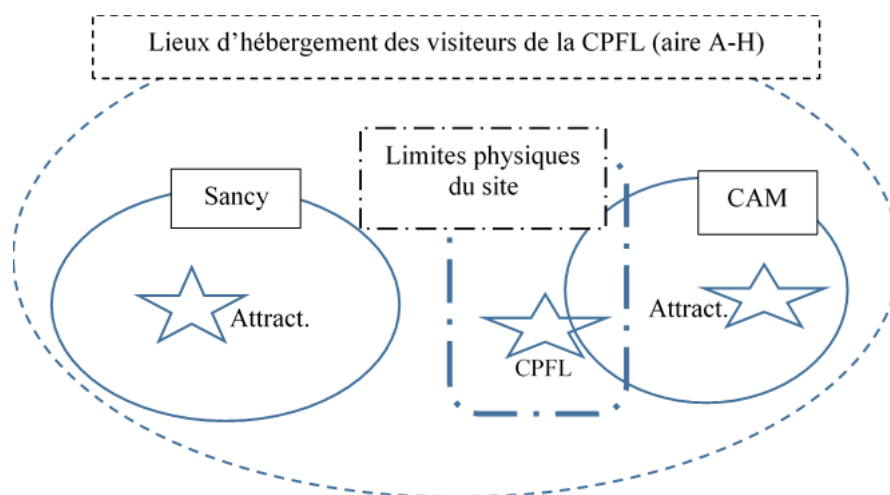 Lieux d'hébergement des visiteurs de la CPFL (aire A-H)
Limites physiques
du site
Sancy
CAM
Attract.
Attract.
CPFL